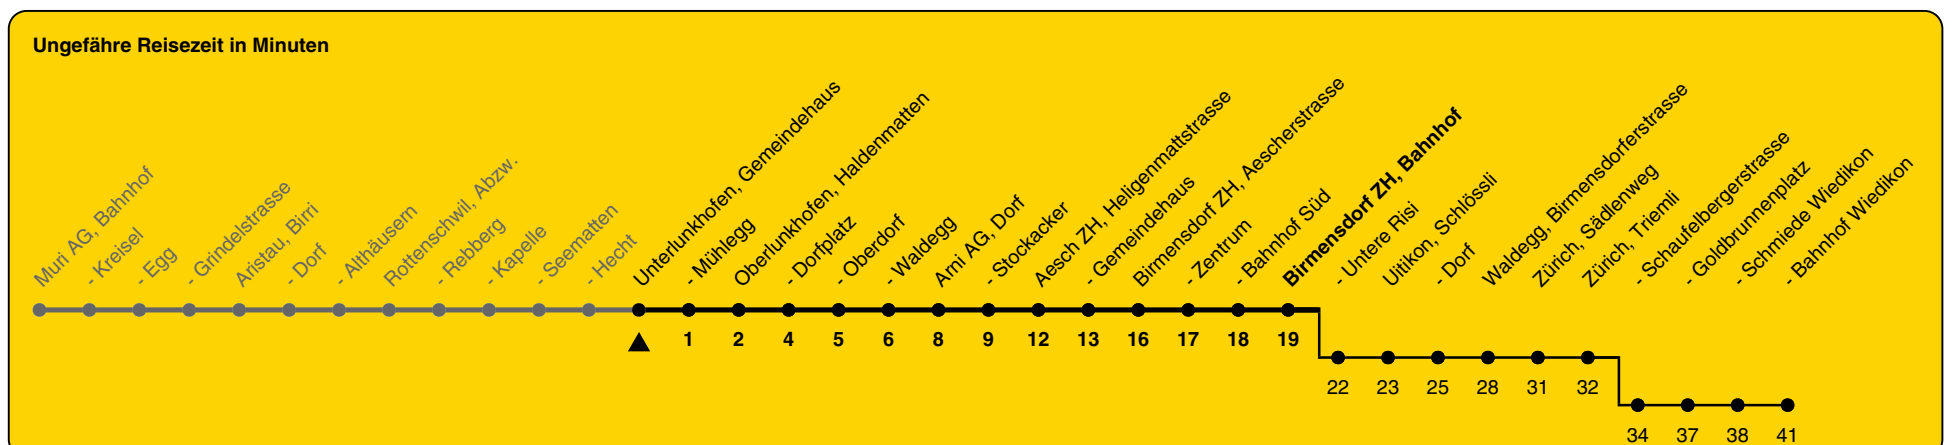 Ungefähre Reisezeit in Minuten
Muri AG, Bahnhof
- Kreisel
- Egg
- Grindelstrasse
Aristau, Birri
- Dorf
- Althäusern
Rottenschwil, Abzw.
- Rebberg
- Kapelle
- Seematten
- Hecht
Unterlunkhofen, Gemeindehaus
- Mühlegg
Oberlunkhofen, Haldenmatten
- Dorfplatz
- Oberdorf
- Waldegg
Arni AG, Dorf
- Stockacker
Aesch ZH, Heligenmattstrasse
- Gemeindehaus
Birmensdorf ZH, Aescherstrasse
- Zentrum
- Bahnhof Süd
Birmensdorf ZH, Bahnhof
- Untere Risi
Uitikon, Schlössli
- Dorf
Waldegg, Birmensdorferstrasse
Zürich, Sädlenweg
Zürich, Triemli
- Schaufelbergerstrasse
- Goldbrunnenplatz
- Schmiede Wiedikon
- Bahnhof Wiedikon
1 2 4 5 6 8 9 12 13 16 17 18 19
22 23 25 28 31 32
34 37 38 41